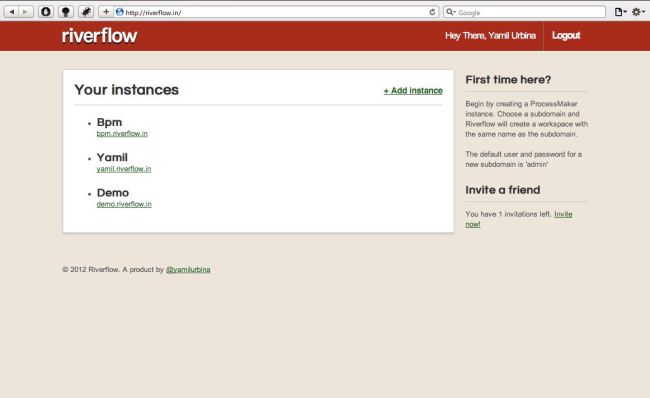 http://riverflow.in/
Google
riverflow
Hey There, Yamil Urbina
Logout
Your instances
+ Add instance
Bpm
bpm.riverflow.in
Yamil
yamil.riverflow.in
Demo
demo.riverflow.in
First time here?
Begin by creating a ProcessMaker
instance. Choose a subdomain and
Riverflow will create a workspace with
the same name as the subdomain.
The default user and password for a
new subdomain is 'admin'
Invite a friend
You have 1 invitations left. Invite
now!
© 2012 Riverflow. A product by @yamilurbina